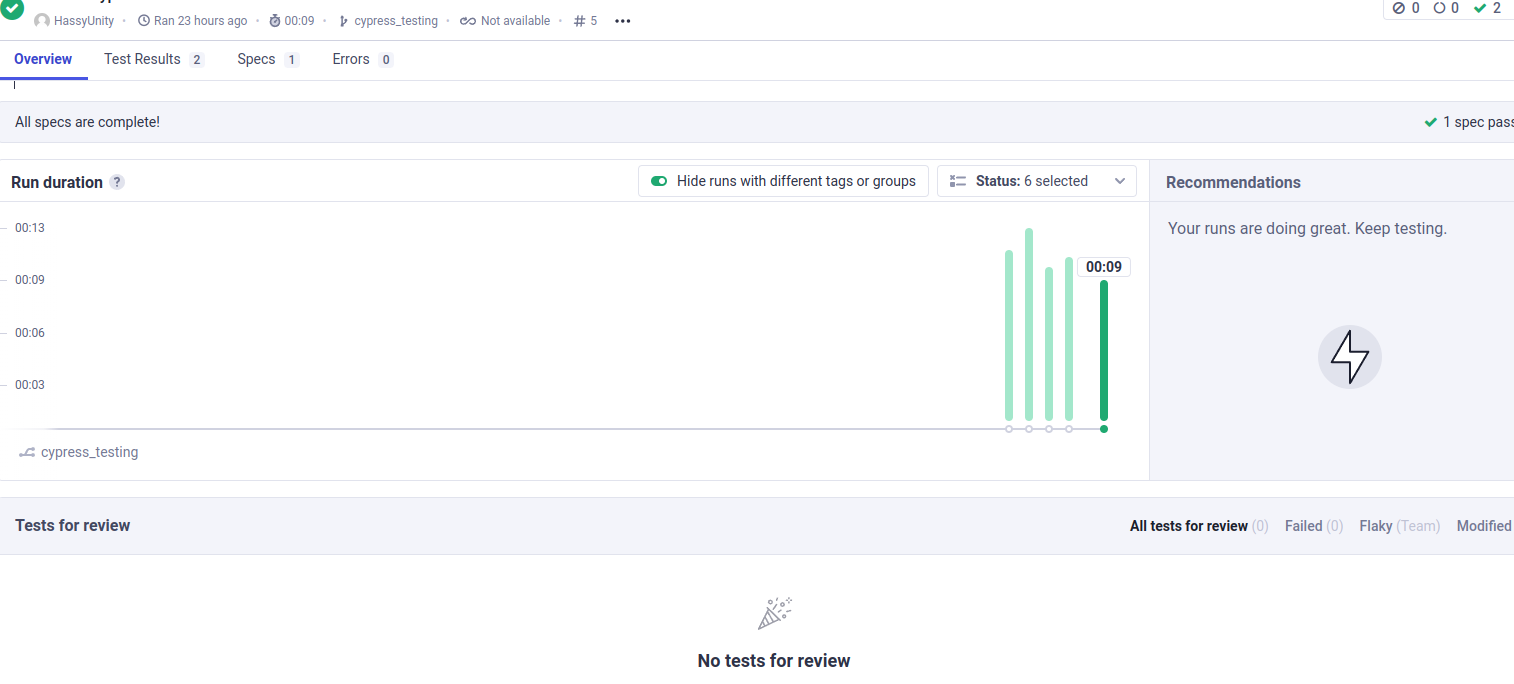 HassyUnity · Ran 23 hours ago · 00:09 · cypress_testing · Not available · # 5 •••
0 0 2
Overview Test Results 2 Specs 1 Errors 0
All specs are complete!
1 spec pass
Run duration ?
Hide runs with different tags or groups
Status: 6 selected
00:13
00:09
00:06
00:03
00:09
cypress_testing
Recommendations
Your runs are doing great. Keep testing.
Tests for review
All tests for review (0) Failed (0) Flaky (Team) Modified
No tests for review